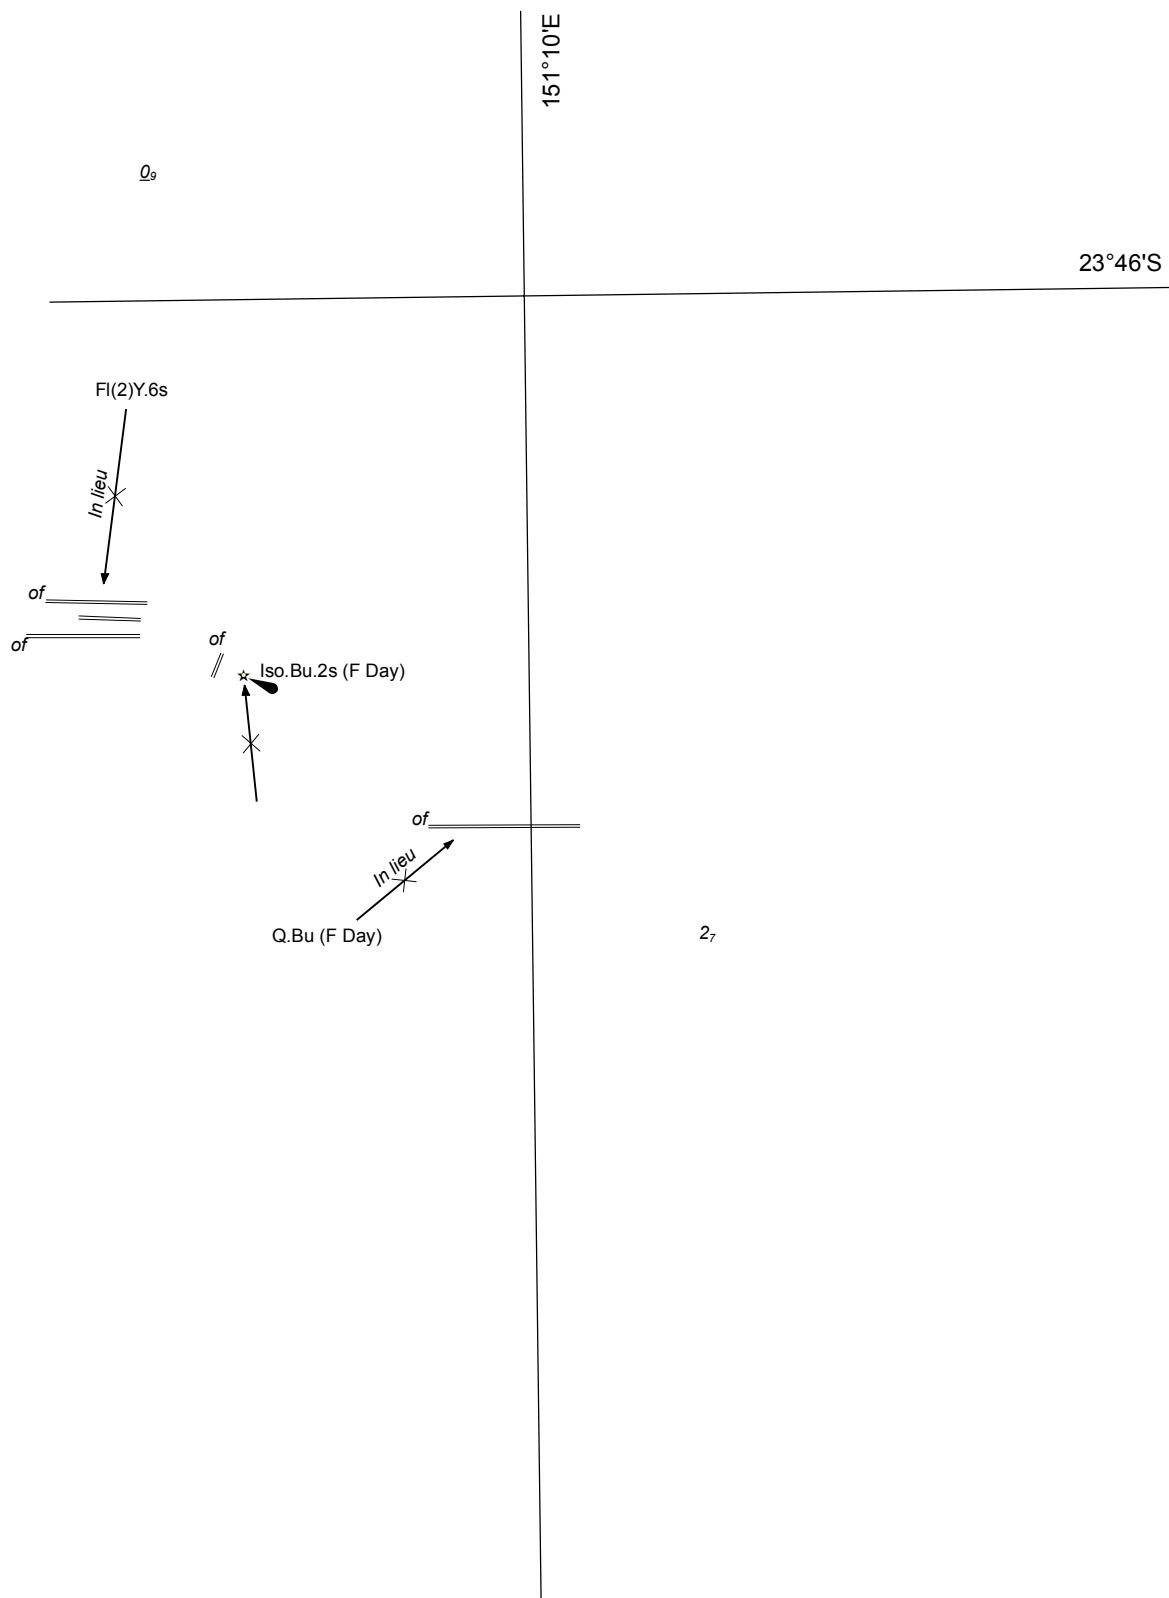 151°10'E
0₉
23°46'S
Fl(2)Y.6s
In lieu
of
of
of
Iso.Bu.2s (F Day)
of
In lieu
Q.Bu (F Day)
2₇